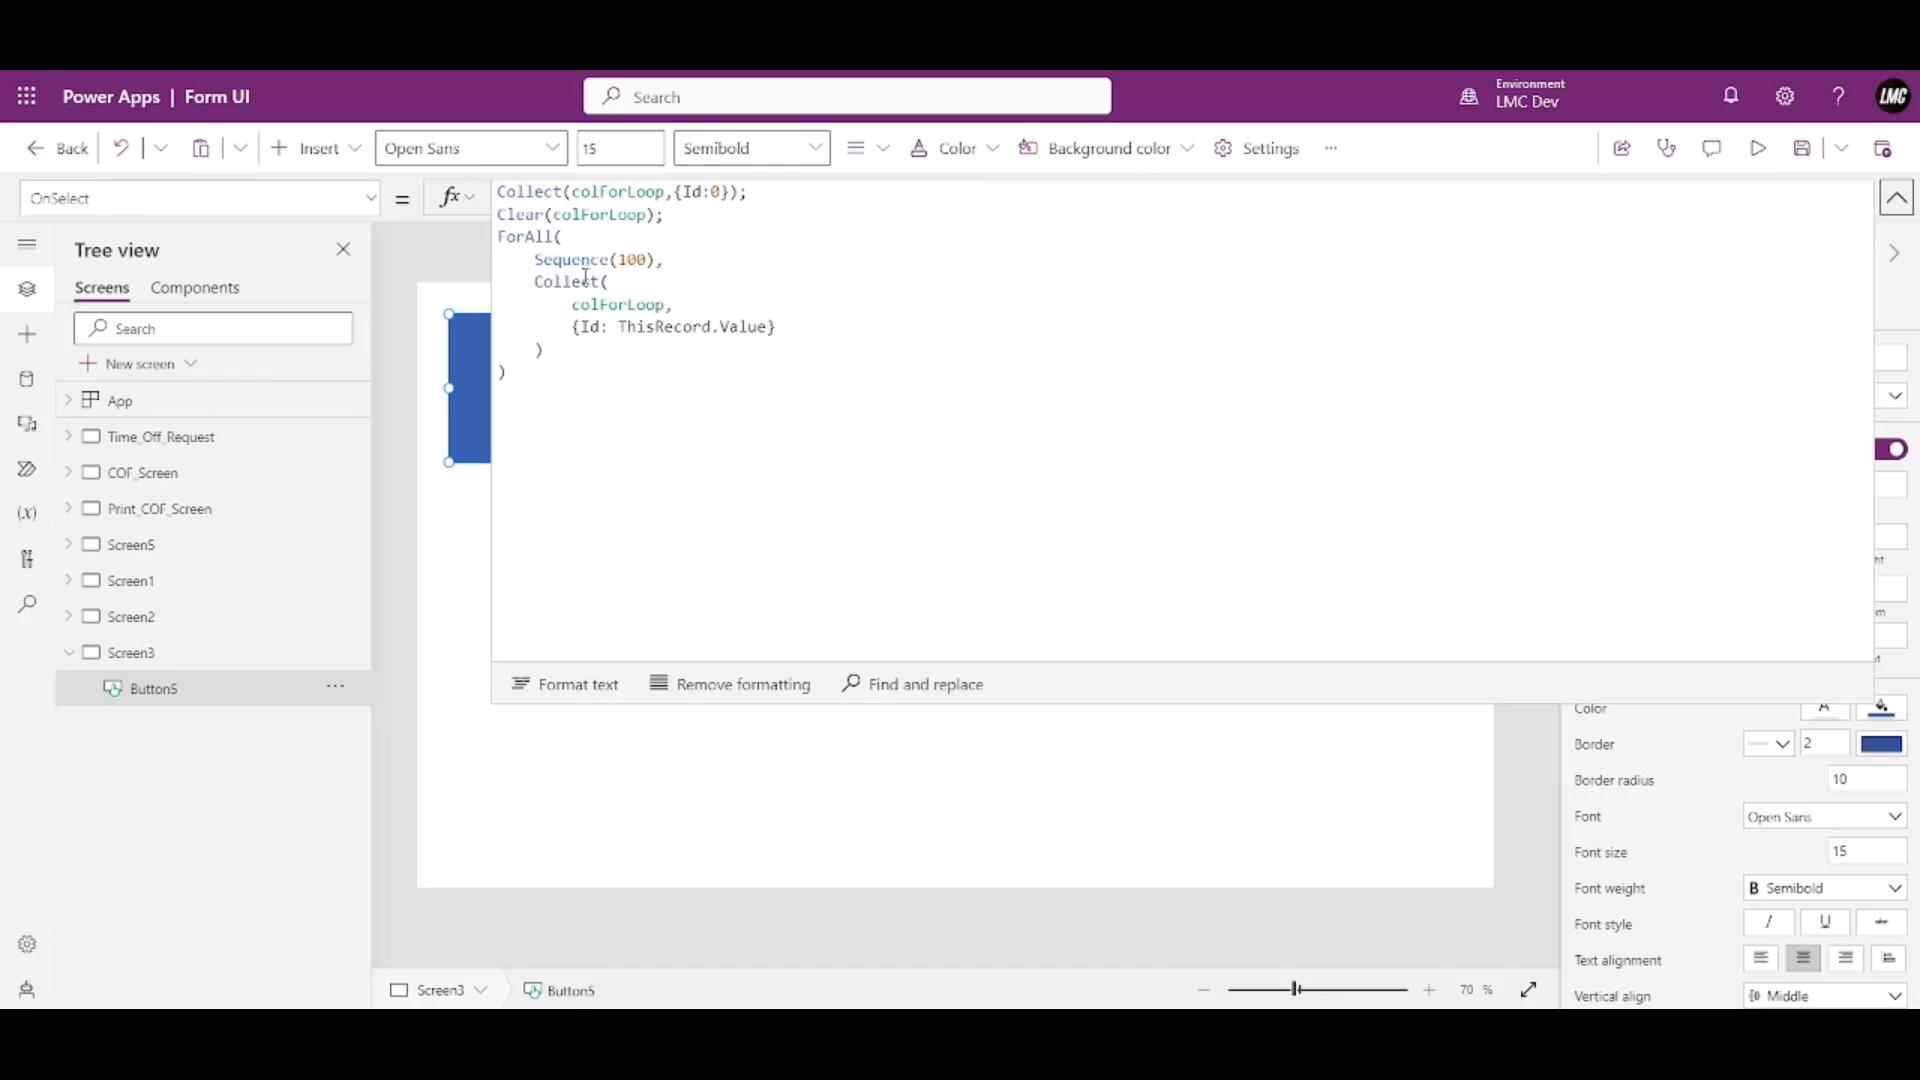 Power Apps | Form UI
Search
Environment
LMC Dev
LMC
Back
Insert
Open Sans
15
Semibold
Color
Background color
Settings
OnSelect
=
fx
Collect(colForLoop,{Id:0});
Clear(colForLoop);
ForAll(
Sequence(100),
Collect(
colForLoop,
{Id: ThisRecord.Value}
)
)
Tree view
Screens
Components
Search
New screen
App
Time_Off_Request
COF_Screen
Print_COF_Screen
Screen5
Screen1
Screen2
Screen3
Button5
Format text
Remove formatting
Find and replace
ht
m
Color
Border
2
Border radius
10
Font
Open Sans
Font size
15
Font weight
B Semibold
Font style
Text alignment
Vertical align
Middle
Screen3
Button5
70 %